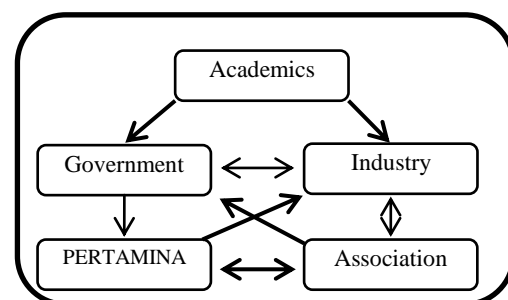 Academics
Government
Industry
PERTAMINA
Association